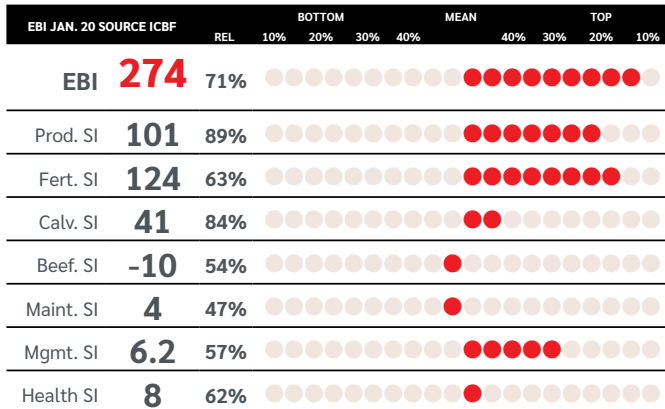 EBI JAN. 20 SOURCE ICBF BOTTOM MEAN TOP
REL 10% 20% 30% 40% 40% 30% 20% 10%
EBI 274 71%
Prod. SI 101 89%
Fert. SI 124 63%
Calv. SI 41 84%
Beef. SI -10 54%
Maint. SI 4 47%
Mgmt. SI 6.2 57%
Health SI 8 62%